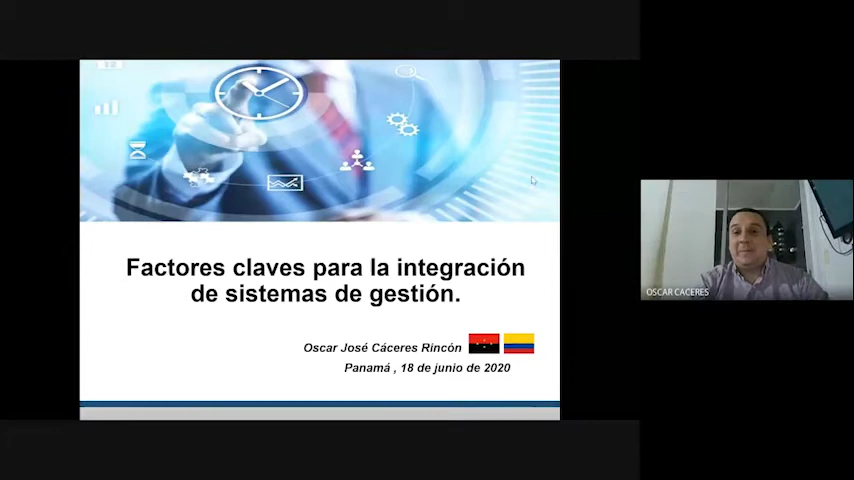 Factores claves para la integración
de sistemas de gestión.
Oscar José Cáceres Rincón
Panamá , 18 de junio de 2020
OSCAR CACERES